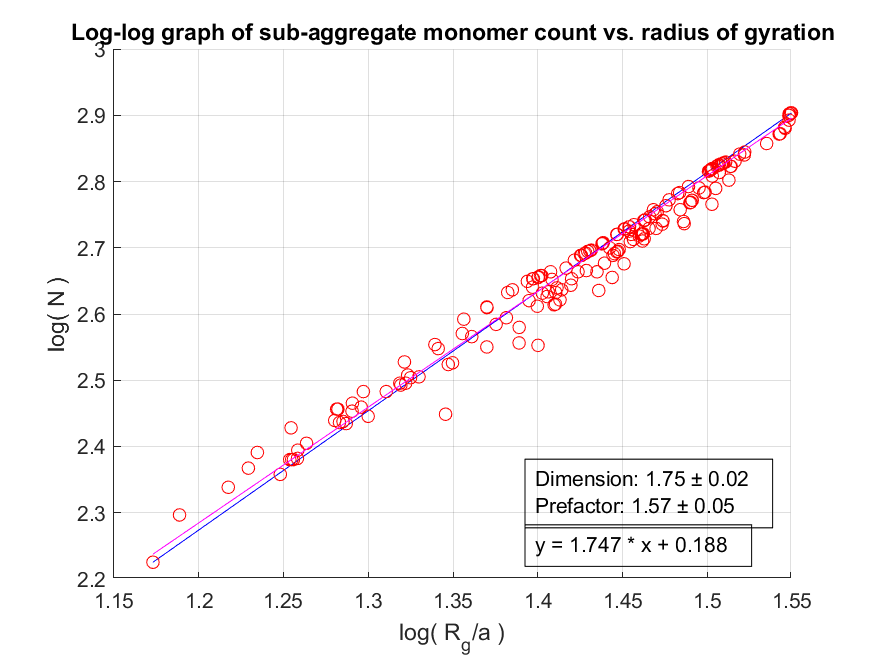 Log-log graph of sub-aggregate monomer count vs. radius of gyration
3
2.9
2.8
2.7
2.6
2.5
2.4
2.3
2.2
log( N )
Dimension: 1.75 ± 0.02
Prefactor: 1.57 ± 0.05
y = 1.747 * x + 0.188
1.15 1.2 1.25 1.3 1.35 1.4 1.45 1.5 1.55
log( R_g/a )